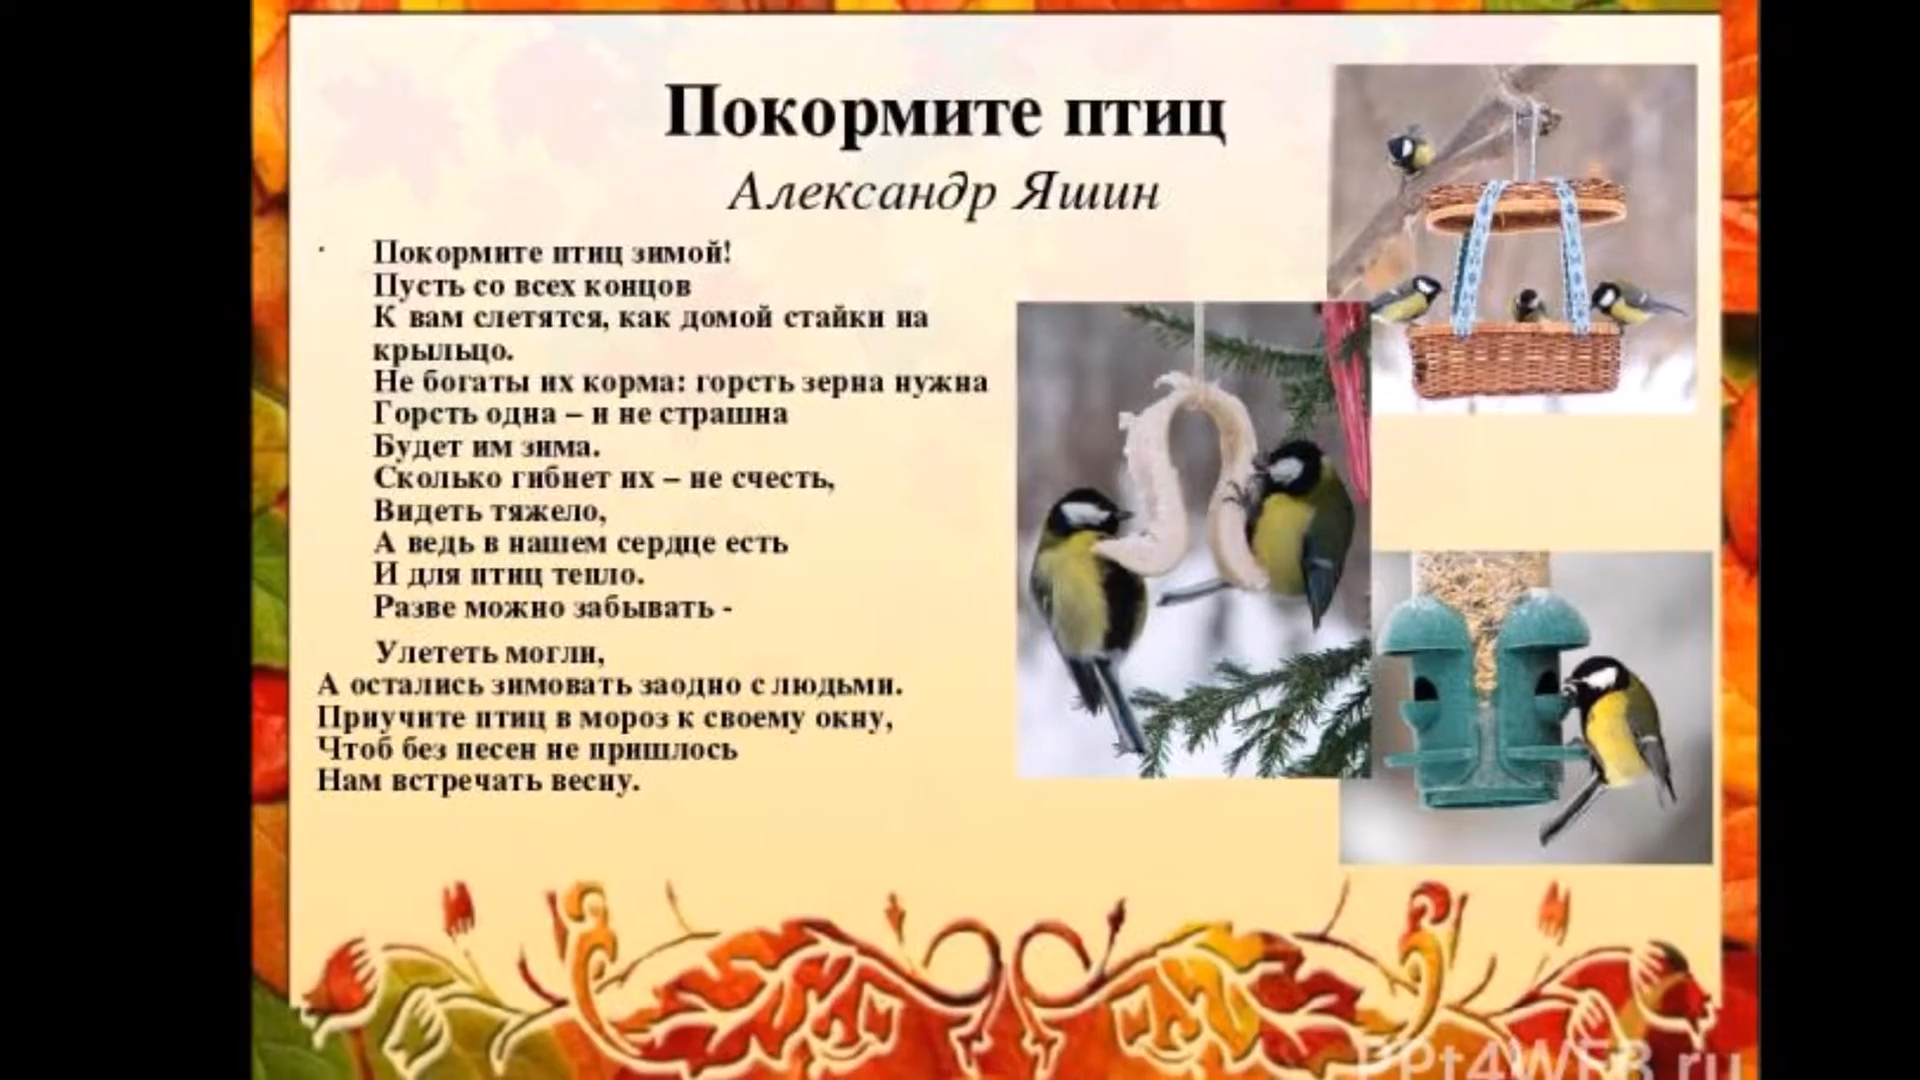 Покормите птиц
Александр Яшин
· Покормите птиц зимой!
Пусть со всех концов
К вам слетятся, как домой стайки на
крыльцо.
Не богаты их корма: горсть зерна нужна
Горсть одна – и не страшна
Будет им зима.
Сколько гибнет их – не счесть,
Видеть тяжело,
А ведь в нашем сердце есть
И для птиц тепло.
Разве можно забывать -
Улететь могли,
А остались зимовать заодно с людьми.
Приучите птиц в мороз к своему окну,
Чтоб без песен не пришлось
Нам встречать весну.
PPt4WEB.ru